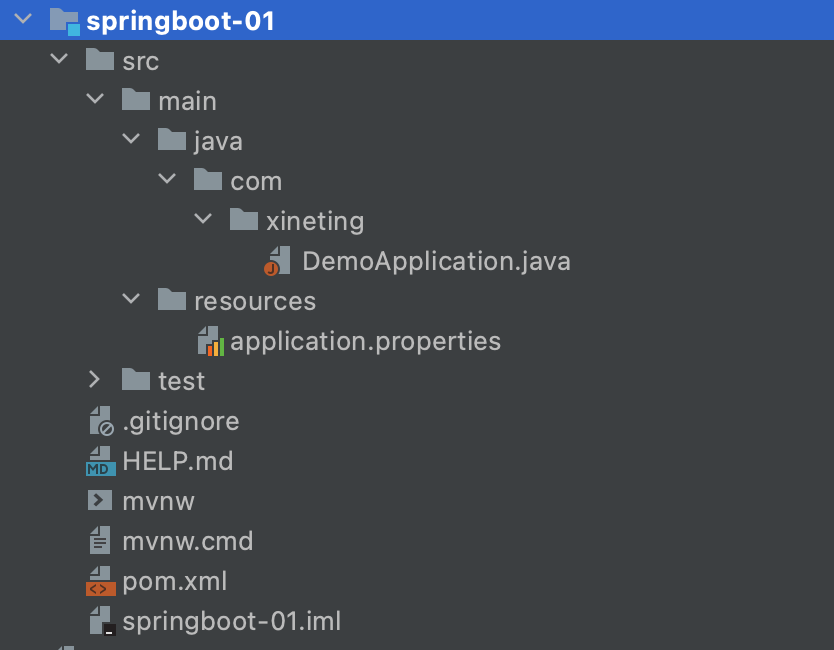 springboot-01
src
main
java
com
xineting
DemoApplication.java
resources
application.properties
test
.gitignore
HELP.md
mvnw
mvnw.cmd
pom.xml
springboot-01.iml